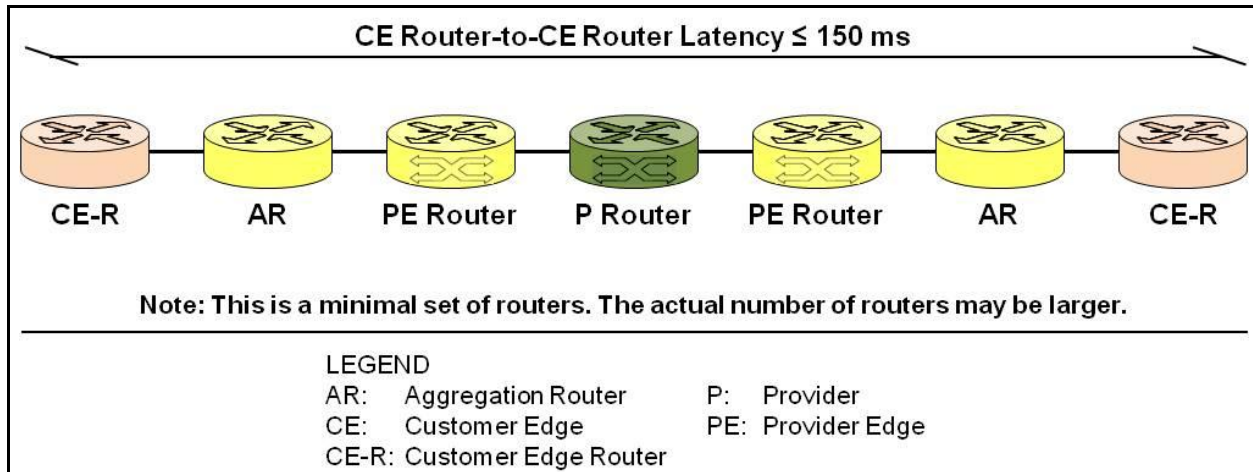 CE Router-to-CE Router Latency ≤ 150 ms
CE-R AR PE Router P Router PE Router AR CE-R
Note: This is a minimal set of routers. The actual number of routers may be larger.
LEGEND
AR: Aggregation Router P: Provider
CE: Customer Edge PE: Provider Edge
CE-R: Customer Edge Router